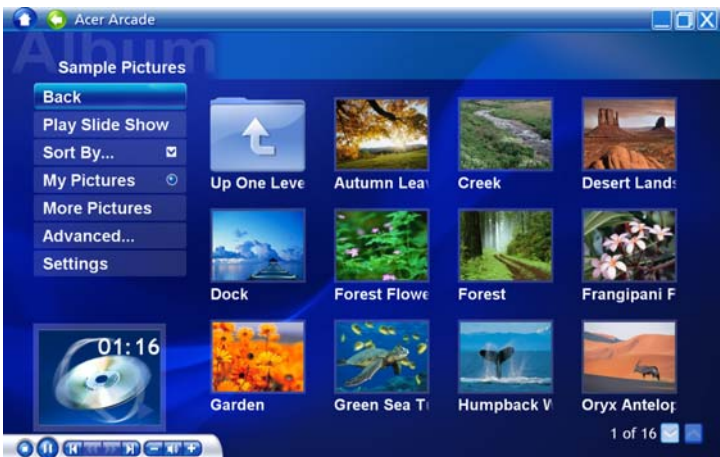 Acer Arcade
Album
Sample Pictures
Back
Play Slide Show
Sort By...
My Pictures
More Pictures
Advanced...
Settings
Up One Leve
Autumn Lea
Creek
Desert Lands
Dock
Forest Flowe
Forest
Frangipani F
Garden
Green Sea T
Humpback W
Oryx Antelop
01:16
1 of 16